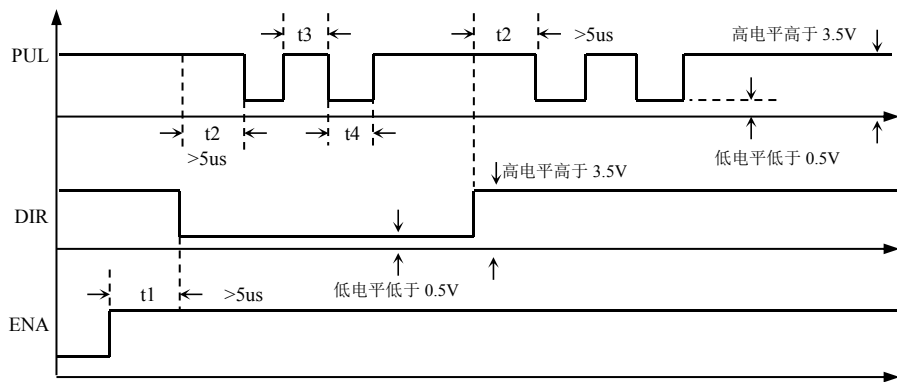 t3
t2
>5us
高电平高于 3.5V
PUL
t2
t4
>5us
低电平低于 0.5V
高电平高于 3.5V
DIR
t1
>5us
低电平低于 0.5V
ENA